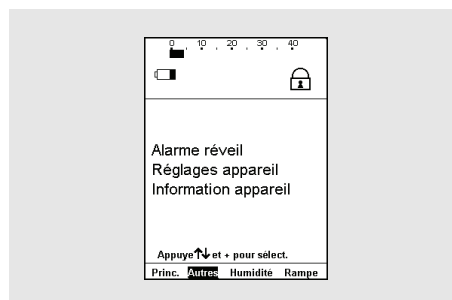 0 10 20 30 40
Alarme réveil
Réglages appareil
Information appareil
Appuye↑↓et + pour sélect.
Princ. Autres Humidité Rampe